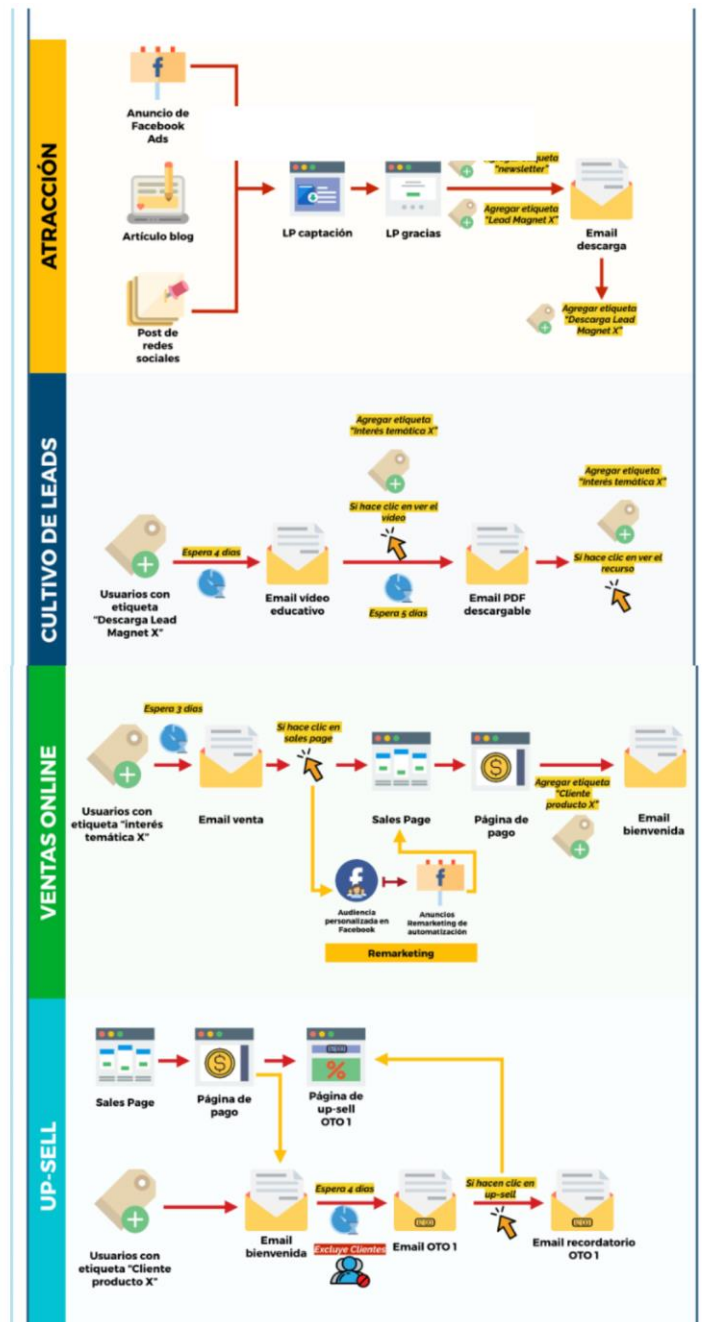 ATRACCIÓN
Anuncio de
Facebook
Ads
Artículo blog
Post de
redes
sociales
LP captación
LP gracias
Agregar etiqueta
"newsletter"
Agregar etiqueta
"Lead Magnet X"
Email
descarga
Agregar etiqueta
"Descarga Lead
Magnet X"
CULTIVO DE LEADS
Usuarios con
etiqueta
"Descarga Lead
Magnet X"
Espera 4 días
Email vídeo
educativo
Agregar etiqueta
"Interés temática X"
Si hace clic en ver el
vídeo
Espera 5 días
Email PDF
descargable
Agregar etiqueta
"Interés temática X"
Si hace clic en ver el
recurso
VENTAS ONLINE
Usuarios con
etiqueta "interés
temática X"
Espera 3 días
Email venta
Si hace clic en
sales page
Sales Page
Página de
pago
Agregar etiqueta
"Cliente
producto X"
Email
bienvenida
Audiencia
personalizada en
Facebook
Anuncios
Remarketing de
automatización
Remarketing
UP-SELL
Sales Page
Página de
pago
Página de
up-sell
OTO 1
Usuarios con
etiqueta "Cliente
producto X"
Email
bienvenida
Espera 4 días
Excluye Clientes
Email OTO 1
Si hacen clic en
up-sell
Email recordatorio
OTO 1